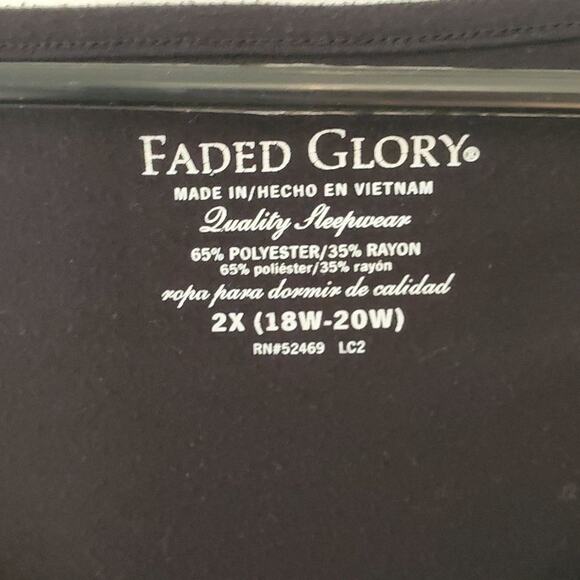 FADED GLORY®
MADE IN/HECHO EN VIETNAM
Quality Sleepwear
65% POLYESTER/35% RAYON
65% poliéster/35% rayón
ropa para dormir de calidad
2X (18W-20W)
RN#52469 LC2